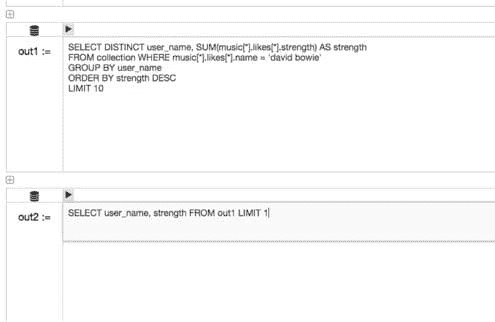 out1 :=
SELECT DISTINCT user_name, SUM(music[*].likes[*].strength) AS strength
FROM collection WHERE music[*].likes[*].name = 'david bowie'
GROUP BY user_name
ORDER BY strength DESC
LIMIT 10
out2 :=
SELECT user_name, strength FROM out1 LIMIT 1